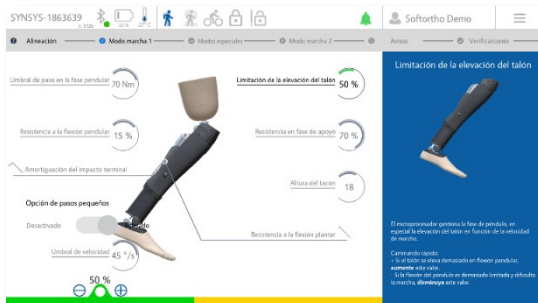 SYNSYS-1863639
Softortho Demo
Alineación
Modo marcha 1
Modos especiales
Modo marcha 2
Avisos
Verificaciones
Umbral de paso en la fase pendular
70 Nm
Limitación de la elevación del talón
50 %
Resistencia a la flexión pendular
15 %
Resistencia en fase de apoyo
70 %
Amortiguación del impacto terminal
Altura del tacón
18
Opción de pasos pequeños
Desactivado
Resistencia a la flexión plantar
Umbral de velocidad
45 °/s
50 %
Limitación de la elevación del talón
El microprocesador gestiona la fase de péndulo, en
especial la elevación del talón en función de la velocidad
de marcha.
Caminando rápido:
- Si el talón se eleva demasiado en flexión pendular,
aumente este valor.
- Si la flexión del péndulo es demasiado limitada y dificulta
la marcha, disminuye este valor.